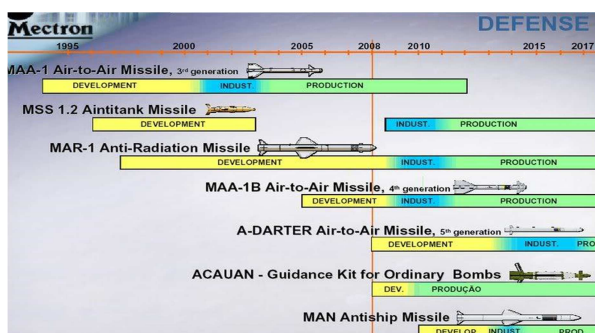 Mectron
DEFENSE
1995 2000 2005 2008 2010 2015 2017
MAA-1 Air-to-Air Missile, 3rd generation
DEVELOPMENT INDUST. PRODUCTION
MSS 1.2 Aintitank Missile
DEVELOPMENT INDUST. PRODUCTION
MAR-1 Anti-Radiation Missile
DEVELOPMENT INDUST. PRODUCTION
MAA-1B Air-to-Air Missile, 4th generation
DEVELOPMENT INDUST. PRODUCTION
A-DARTER Air-to-Air Missile, 5th generation
DEVELOPMENT INDUST. PRO
ACAUAN - Guidance Kit for Ordinary Bombs
DEV. PRODUÇÃO
MAN Antiship Missile
DEVELOP INDUST PROD